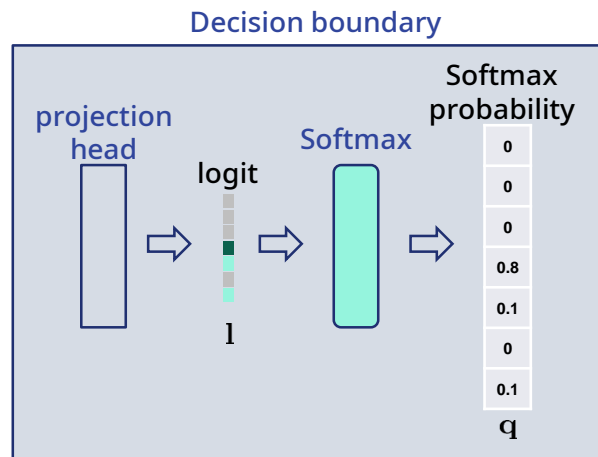 Decision boundary
projection
head
logit
l
Softmax
Softmax
probability
0
0
0
0.8
0.1
0
0.1
q